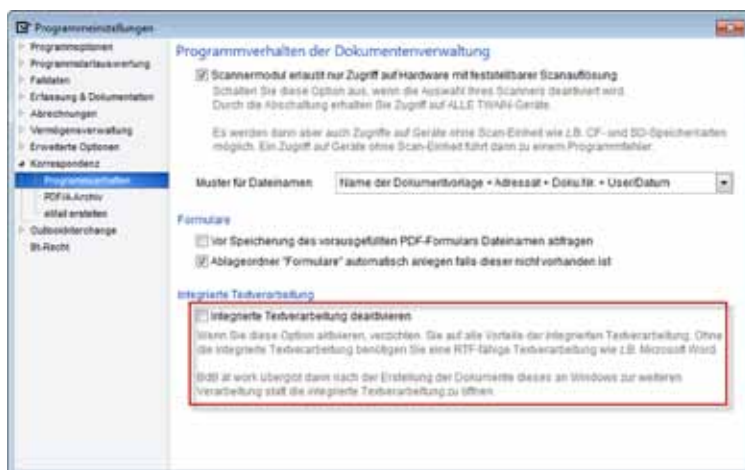 Programmeinstellungen
Programmoptionen
Programmstartauswertung
Falldaten
Erfassung & Dokumentation
Abrechnungen
Vermögensverwaltung
Erweiterte Optionen
Korrespondenz
Programmverhalten
PDF/A-Archiv
eMail erstellen
OutlookInterchange
Bt-Recht
Programmverhalten der Dokumentenverwaltung
Scannermodul erlaubt nur Zugriff auf Hardware mit feststellbarer Scanauflösung
Schalten Sie diese Option aus, wenn die Auswahl Ihres Scanners deaktiviert wird.
Durch die Abschaltung erhalten Sie Zugriff auf ALLE TWAIN-Geräte.
Es werden dann aber auch Zugriffe auf Geräte ohne Scan-Einheit wie z.B. CF- und SD-Speicherkarten
möglich. Ein Zugriff auf Geräte ohne Scan-Einheit führt dann zu einem Programmfehler.
Muster für Dateinamen Name der Dokumentvorlage + Adressat + Doku.Nr. + User/Datum
Formulare
Vor Speicherung des vorausgefüllten PDF-Formulars Dateinamen abfragen
Ablageordner "Formulare" automatisch anlegen falls dieser nicht vorhanden ist
Integrierte Textverarbeitung
Integrierte Textverarbeitung deaktivieren
Wenn Sie diese Option aktivieren, verzichten Sie auf alle Vorteile der integrierten Textverarbeitung. Ohne
die integrierte Textverarbeitung benötigen Sie eine RTF-fähige Textverarbeitung wie z.B. Microsoft Word.
BdB at work übergibt dann nach der Erstellung der Dokumente dieses an Windows zur weiteren
Verarbeitung statt die integrierte Textverarbeitung zu öffnen.